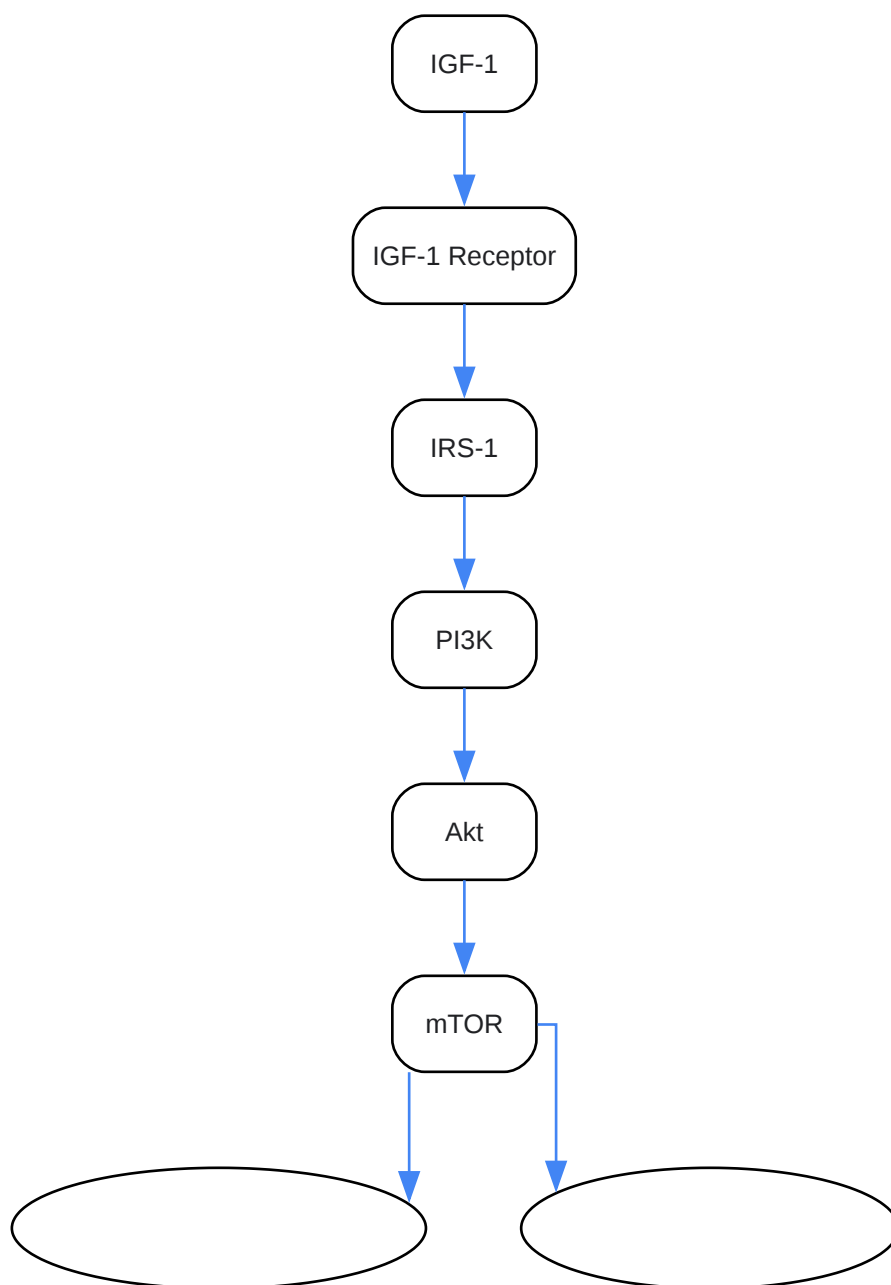 IGF-1
IGF-1 Receptor
IRS-1
PI3K
Akt
mTOR